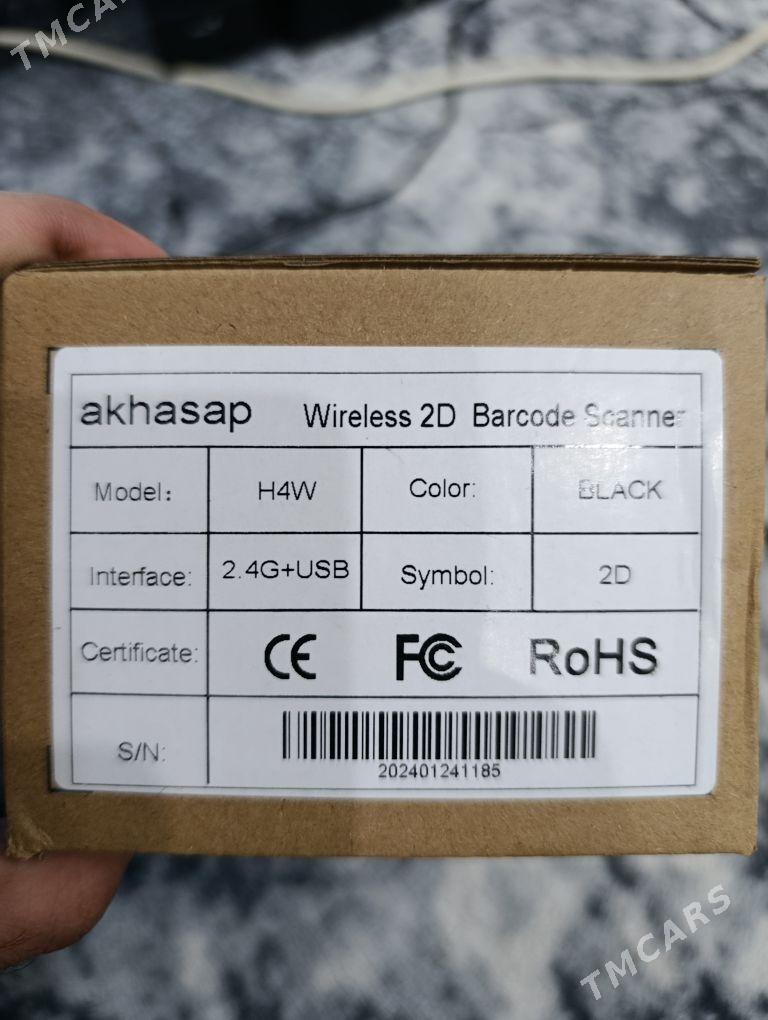 TMCARS
akhasap Wireless 2D Barcode Scanner
Model: H4W Color: BLACK
Interface: 2.4G+USB Symbol: 2D
Certificate: CE FC RoHS
S/N:
202401241185
TMCARS